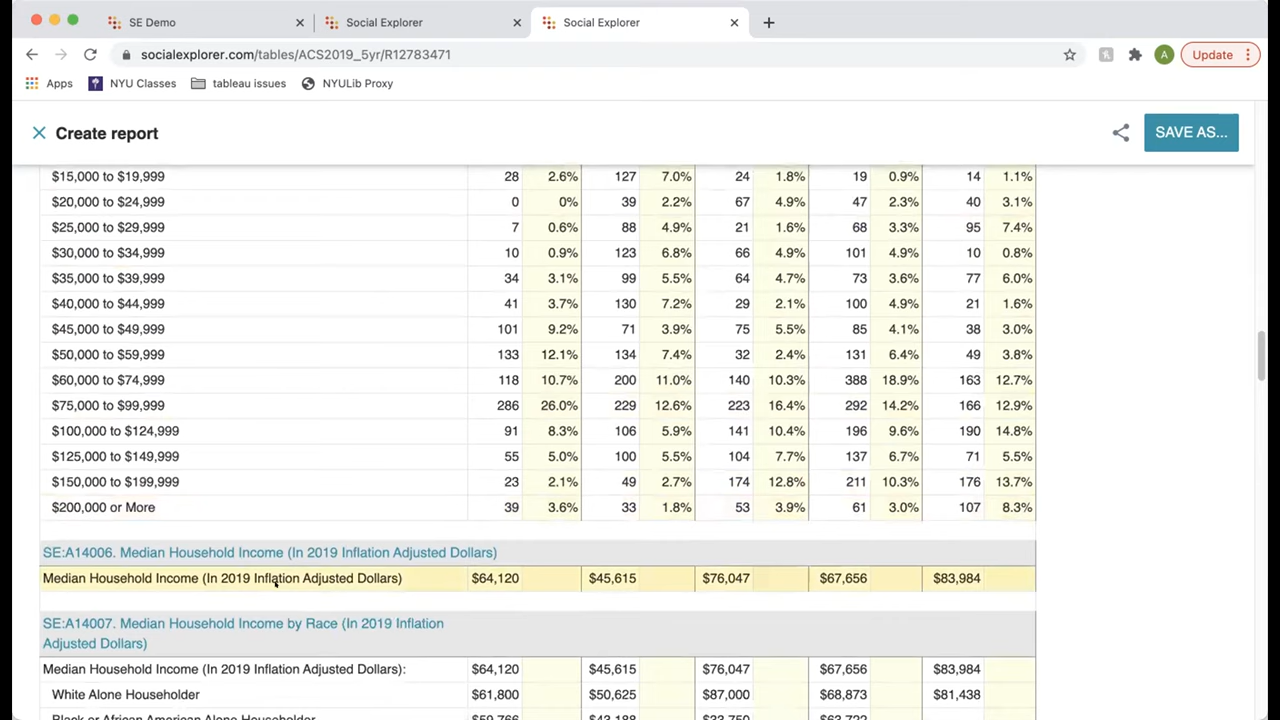 SE Demo × Social Explorer × Social Explorer × +
socialexplorer.com/tables/ACS2019_5yr/R12783471 A Update
Apps NYU Classes tableau issues NYULib Proxy
× Create report SAVE AS...
$15,000 to $19,999 28 2.6% 127 7.0% 24 1.8% 19 0.9% 14 1.1%
$20,000 to $24,999 0 0% 39 2.2% 67 4.9% 47 2.3% 40 3.1%
$25,000 to $29,999 7 0.6% 88 4.9% 21 1.6% 68 3.3% 95 7.4%
$30,000 to $34,999 10 0.9% 123 6.8% 66 4.9% 101 4.9% 10 0.8%
$35,000 to $39,999 34 3.1% 99 5.5% 64 4.7% 73 3.6% 77 6.0%
$40,000 to $44,999 41 3.7% 130 7.2% 29 2.1% 100 4.9% 21 1.6%
$45,000 to $49,999 101 9.2% 71 3.9% 75 5.5% 85 4.1% 38 3.0%
$50,000 to $59,999 133 12.1% 134 7.4% 32 2.4% 131 6.4% 49 3.8%
$60,000 to $74,999 118 10.7% 200 11.0% 140 10.3% 388 18.9% 163 12.7%
$75,000 to $99,999 286 26.0% 229 12.6% 223 16.4% 292 14.2% 166 12.9%
$100,000 to $124,999 91 8.3% 106 5.9% 141 10.4% 196 9.6% 190 14.8%
$125,000 to $149,999 55 5.0% 100 5.5% 104 7.7% 137 6.7% 71 5.5%
$150,000 to $199,999 23 2.1% 49 2.7% 174 12.8% 211 10.3% 176 13.7%
$200,000 or More 39 3.6% 33 1.8% 53 3.9% 61 3.0% 107 8.3%
SE:A14006. Median Household Income (In 2019 Inflation Adjusted Dollars)
Median Household Income (In 2019 Inflation Adjusted Dollars) $64,120 $45,615 $76,047 $67,656 $83,984
SE:A14007. Median Household Income by Race (In 2019 Inflation
Adjusted Dollars)
Median Household Income (In 2019 Inflation Adjusted Dollars): $64,120 $45,615 $76,047 $67,656 $83,984
White Alone Householder $61,800 $50,625 $87,000 $68,873 $81,438
Black or African American Alone Householder $59,766 $43,188 $33,750 $63,722